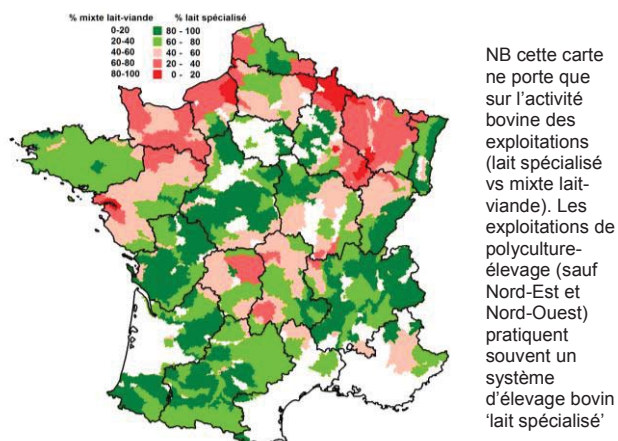 % mixte lait-viande % lait spécialisé
0-20 80 - 100
20-40 60 - 80
40-60 40 - 60
60-80 20 - 40
80-100 0 - 20
NB cette carte
ne porte que
sur l’activité
bovine des
exploitations
(lait spécialisé
vs mixte lait-
viande). Les
exploitations de
polyculture-
élevage (sauf
Nord-Est et
Nord-Ouest)
pratiquent
souvent un
système
d’élevage bovin
‘lait spécialisé’